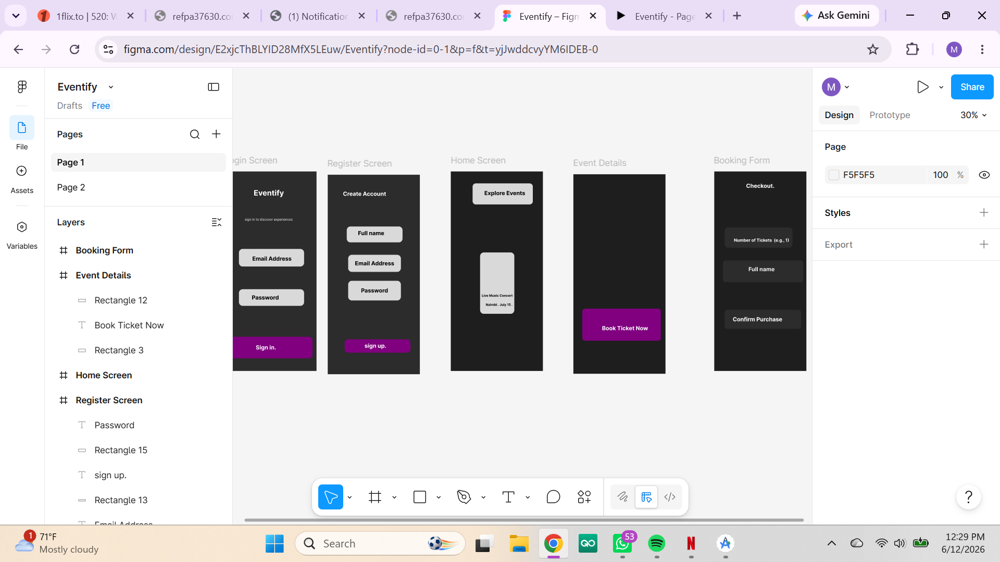 1flix.to | 520: W
refpa37630.co
(1) Notification
refpa37630.co
Eventify – Figm
Eventify - Page
Ask Gemini
figma.com/design/E2xjcThBLYID28MfX5LEuw/Eventify?node-id=0-1&p=f&t=yjJwddcvyYM6IDEB-0
M
Eventify
Drafts Free
File
Assets
Variables
Pages
Page 1
Page 2
Layers
Booking Form
Event Details
Rectangle 12
Book Ticket Now
Rectangle 3
Home Screen
Register Screen
Password
Rectangle 15
sign up.
Rectangle 13
Email Address
gin Screen
Eventify
sign in to discover experiences
Email Address
Password
Sign in.
Register Screen
Create Account
Full name
Email Address
Password
sign up.
Home Screen
Explore Events
Live Music Concert
Nairobi . July 15 .
Event Details
Book Ticket Now
Booking Form
Checkout.
Number of Tickets (e.g., 1)
Full name
Confirm Purchase
M
Share
Design Prototype 30%
Page
F5F5F5 100 %
Styles
Export
?
1
71°F
Mostly cloudy
Search
53
12:29 PM
6/12/2026